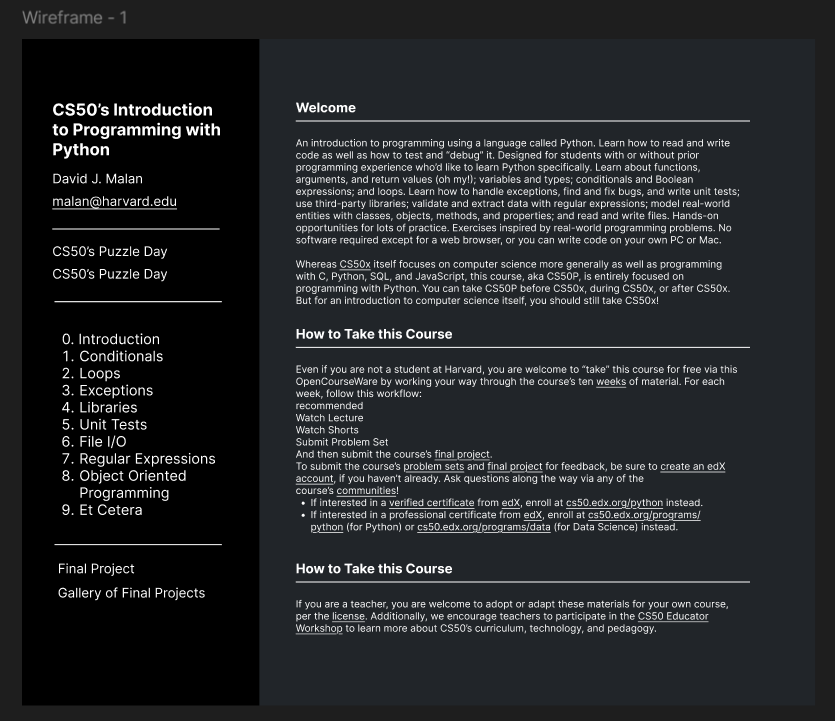 Wireframe - 1
CS50's Introduction
to Programming with
Python
David J. Malan
malan@harvard.edu
CS50's Puzzle Day
CS50's Puzzle Day
0. Introduction
1. Conditionals
2. Loops
3. Exceptions
4. Libraries
5. Unit Tests
6. File I/O
7. Regular Expressions
8. Object Oriented
Programming
9. Et Cetera
Final Project
Gallery of Final Projects
Welcome
An introduction to programming using a language called Python. Learn how to read and write
code as well as how to test and “debug” it. Designed for students with or without prior
programming experience who'd like to learn Python specifically. Learn about functions,
arguments, and return values (oh my!); variables and types; conditionals and Boolean
expressions; and loops. Learn how to handle exceptions, find and fix bugs, and write unit tests;
use third-party libraries; validate and extract data with regular expressions; model real-world
entities with classes, objects, methods, and properties; and read and write files. Hands-on
opportunities for lots of practice. Exercises inspired by real-world programming problems. No
software required except for a web browser, or you can write code on your own PC or Mac.
Whereas CS50x itself focuses on computer science more generally as well as programming
with C, Python, SQL, and JavaScript, this course, aka CS50P, is entirely focused on
programming with Python. You can take CS50P before CS50x, during CS50x, or after CS50x.
But for an introduction to computer science itself, you should still take CS50x!
How to Take this Course
Even if you are not a student at Harvard, you are welcome to “take” this course for free via this
OpenCourseWare by working your way through the course's ten weeks of material. For each
week, follow this workflow:
recommended
Watch Lecture
Watch Shorts
Submit Problem Set
And then submit the course's final project.
To submit the course's problem sets and final project for feedback, be sure to create an edX
account, if you haven't already. Ask questions along the way via any of the
course's communities!
• If interested in a verified certificate from edX, enroll at cs50.edx.org/python instead.
• If interested in a professional certificate from edX, enroll at cs50.edx.org/programs/
python (for Python) or cs50.edx.org/programs/data (for Data Science) instead.
How to Take this Course
If you are a teacher, you are welcome to adopt or adapt these materials for your own course,
per the license. Additionally, we encourage teachers to participate in the CS50 Educator
Workshop to learn more about CS50's curriculum, technology, and pedagogy.